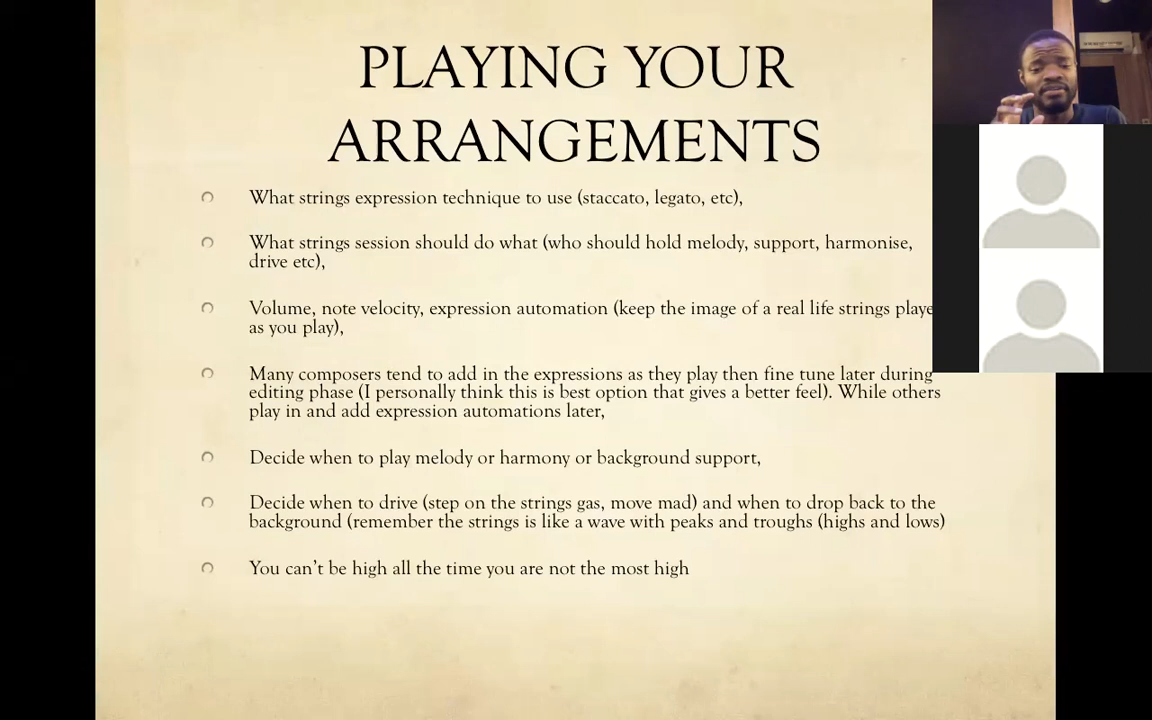 PLAYING YOUR
ARRANGEMENTS
What strings expression technique to use (staccato, legato, etc),
What strings session should do what (who should hold melody, support, harmonise,
drive etc),
Volume, note velocity, expression automation (keep the image of a real life strings playe
as you play),
Many composers tend to add in the expressions as they play then fine tune later during
editing phase (I personally think this is best option that gives a better feel). While others
play in and add expression automations later,
Decide when to play melody or harmony or background support,
Decide when to drive (step on the strings gas, move mad) and when to drop back to the
background (remember the strings is like a wave with peaks and troughs (highs and lows)
You can't be high all the time you are not the most high